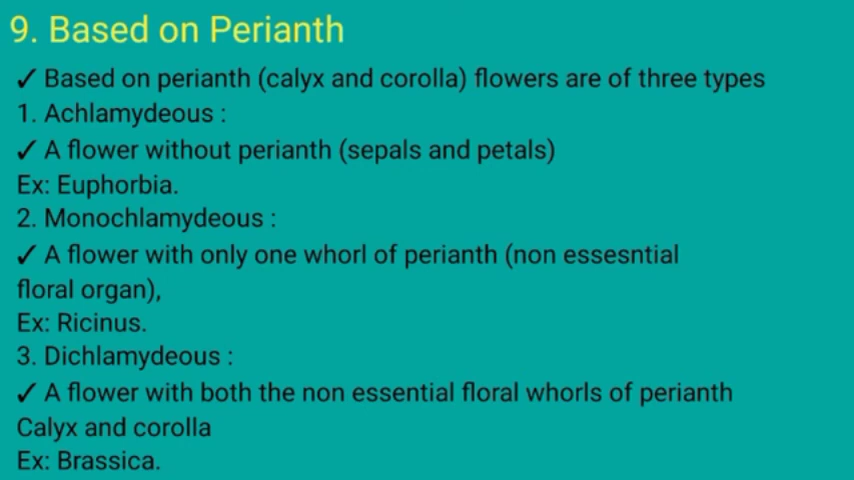 9. Based on Perianth
✓ Based on perianth (calyx and corolla) flowers are of three types
1. Achlamydeous :
✓ A flower without perianth (sepals and petals)
Ex: Euphorbia.
2. Monochlamydeous :
✓ A flower with only one whorl of perianth (non essesntial
floral organ),
Ex: Ricinus.
3. Dichlamydeous :
✓ A flower with both the non essential floral whorls of perianth
Calyx and corolla
Ex: Brassica.